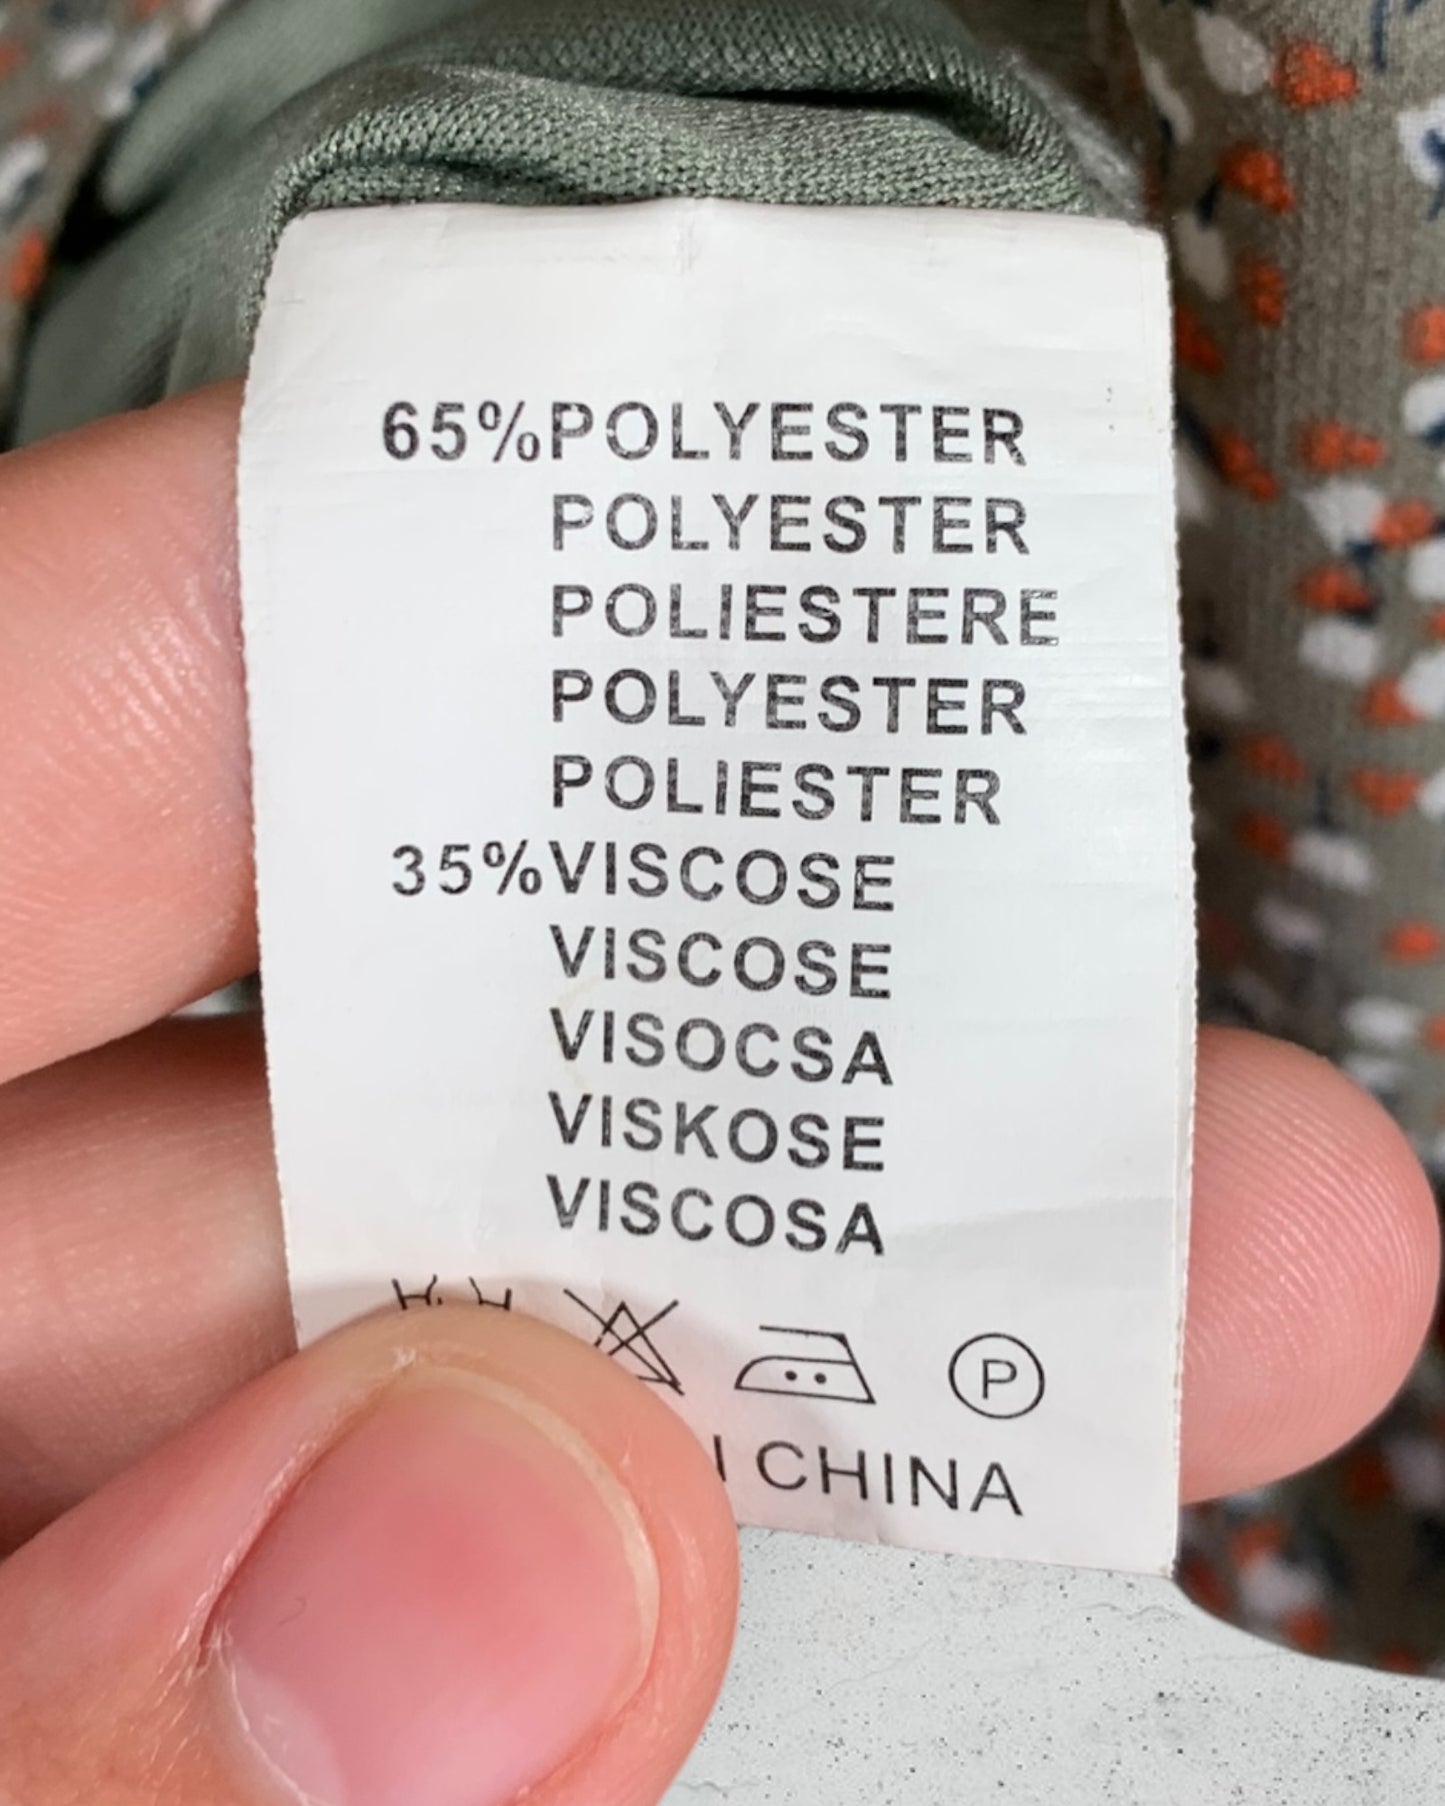 65%POLYESTER
POLYESTER
POLIESTERE
POLYESTER
POLIESTER
35%VISCOSE
VISCOSE
VISOCSA
VISKOSE
VISCOSA
P
CHINA